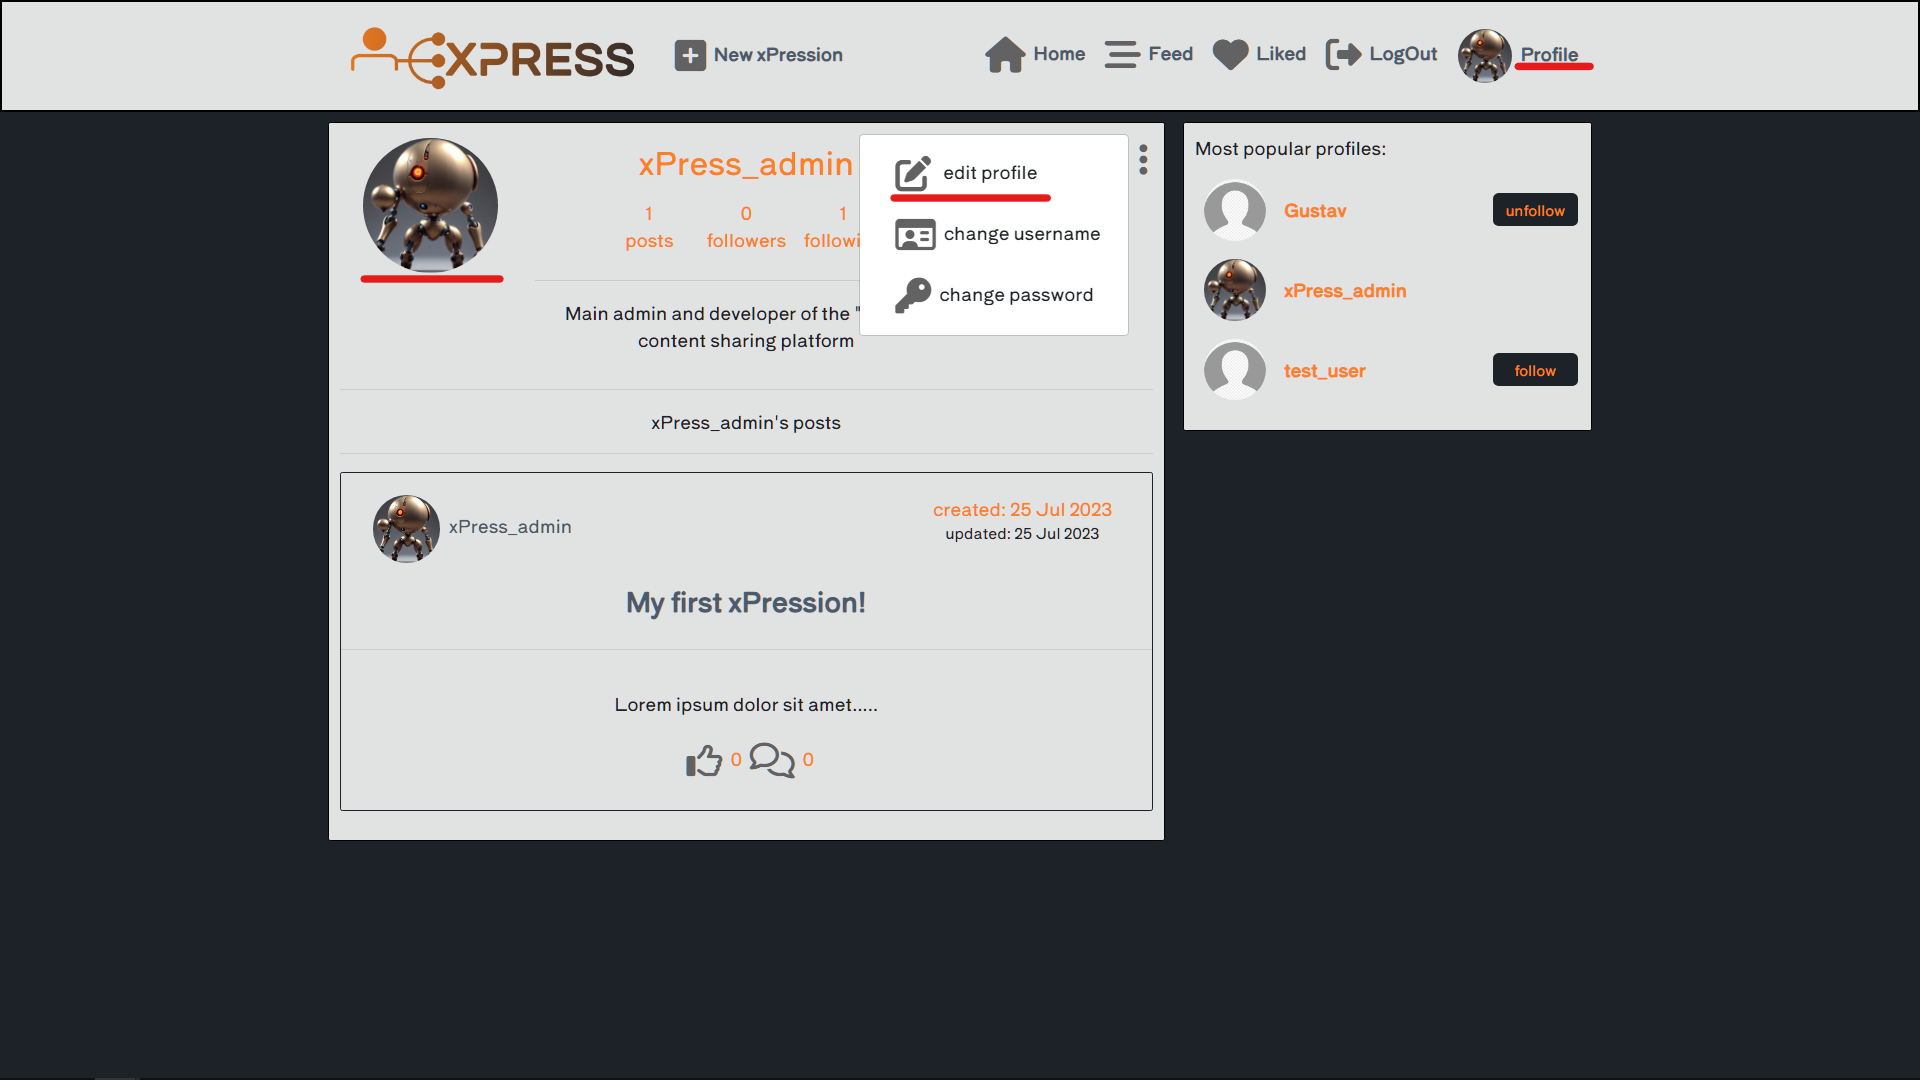 XPRESS
New xPression
Home
Feed
Liked
LogOut
Profile
xPress_admin
1
posts
0
followers
1
followi
edit profile
change username
change password
Main admin and developer of the "
content sharing platform
xPress_admin's posts
xPress_admin
created: 25 Jul 2023
updated: 25 Jul 2023
My first xPression!
Lorem ipsum dolor sit amet.....
0
0
Most popular profiles:
Gustav
unfollow
xPress_admin
test_user
follow